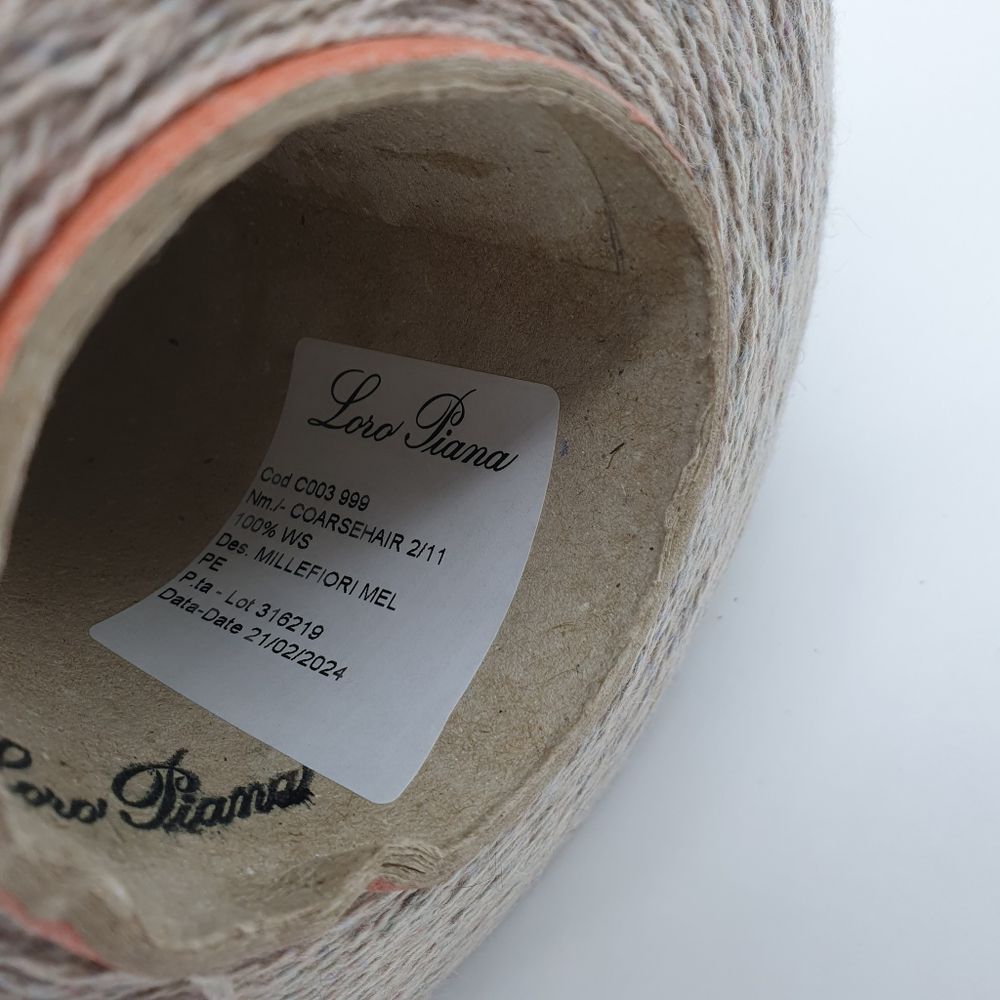 Loro Piana
Cod C003 999
Nm./- COARSEHAIR 2/11
100% WS
Des. MILLEFIORI MEL
PE
P.ta - Lot 316219
Data-Date 21/02/2024
Loro Piana